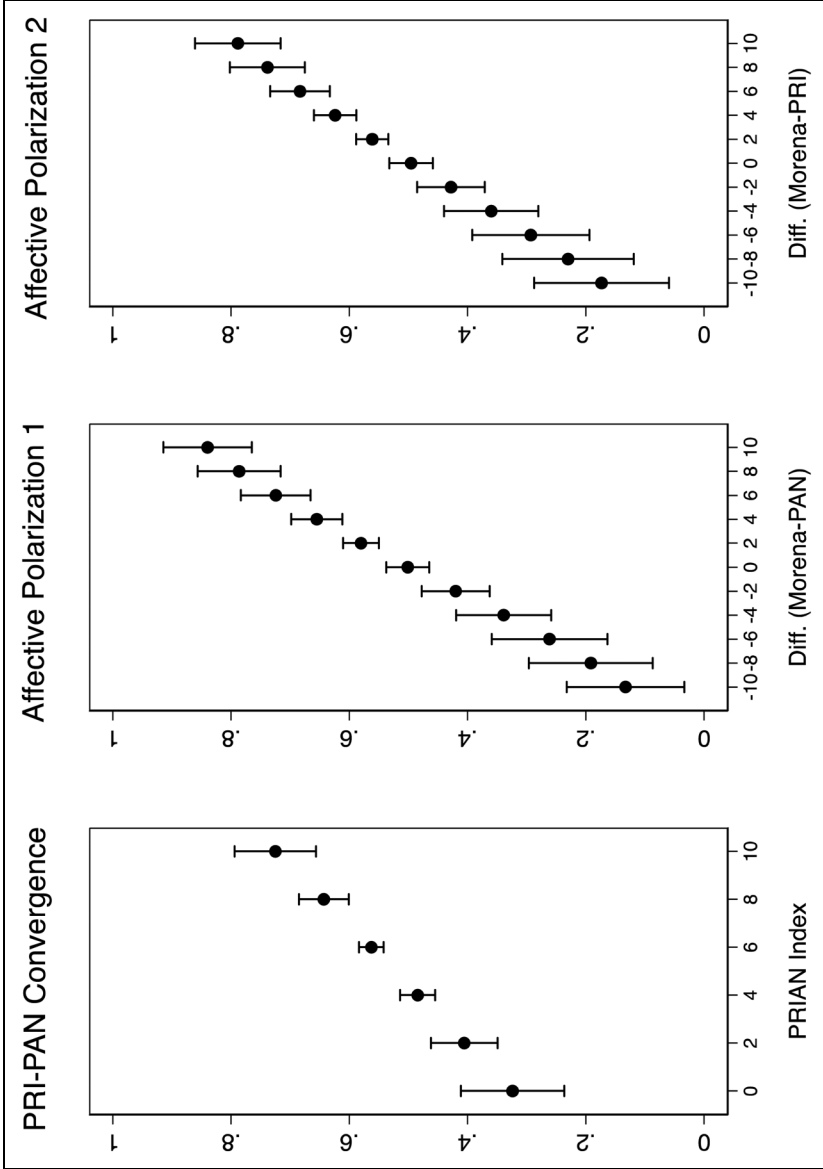 PRI-PAN Convergence
1
.8
.6
.4
.2
0
0 2 4 6 8 10
PRIAN Index
Affective Polarization 1
1
.8
.6
.4
.2
0
-10 -8 -6 -4 -2 0 2 4 6 8 10
Diff. (Morena-PAN)
Affective Polarization 2
1
.8
.6
.4
.2
0
-10 -8 -6 -4 -2 0 2 4 6 8 10
Diff. (Morena-PRI)